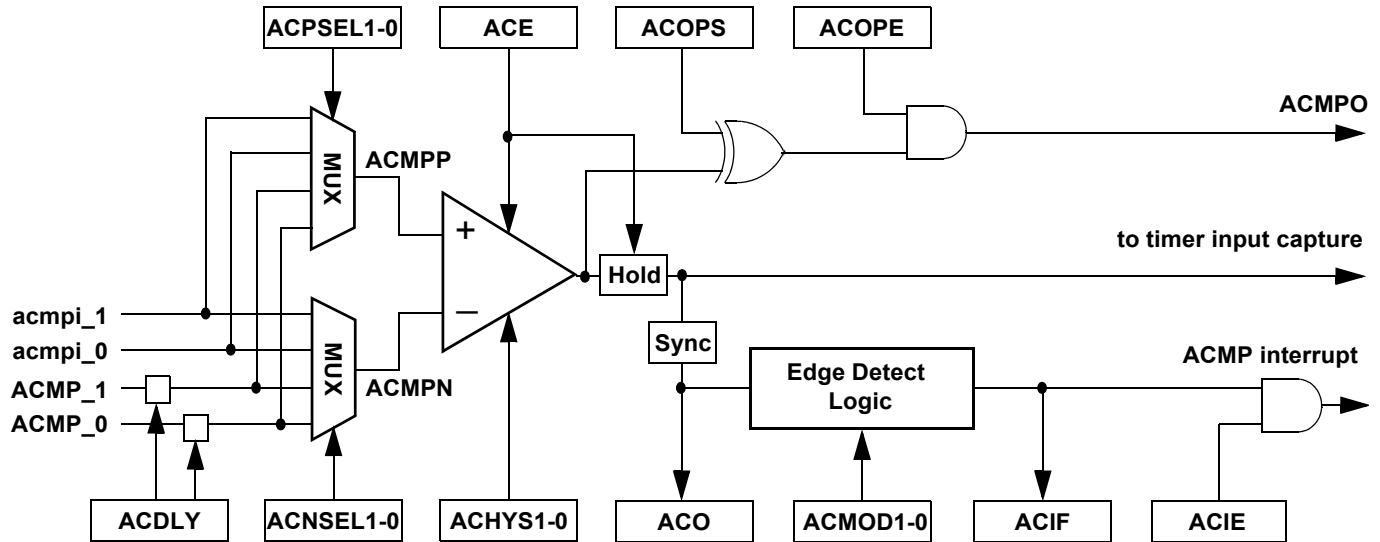 ACPSEL1-0
ACE
ACOPS
ACOPE
ACMPO
MUX
ACMPP
+
to timer input capture
Hold
acmpi_1
acmpi_0
ACMP_1
ACMP_0
MUX
ACMPN
−
Sync
Edge Detect
Logic
ACMP interrupt
ACDLY
ACNSEL1-0
ACHYS1-0
ACO
ACMOD1-0
ACIF
ACIE